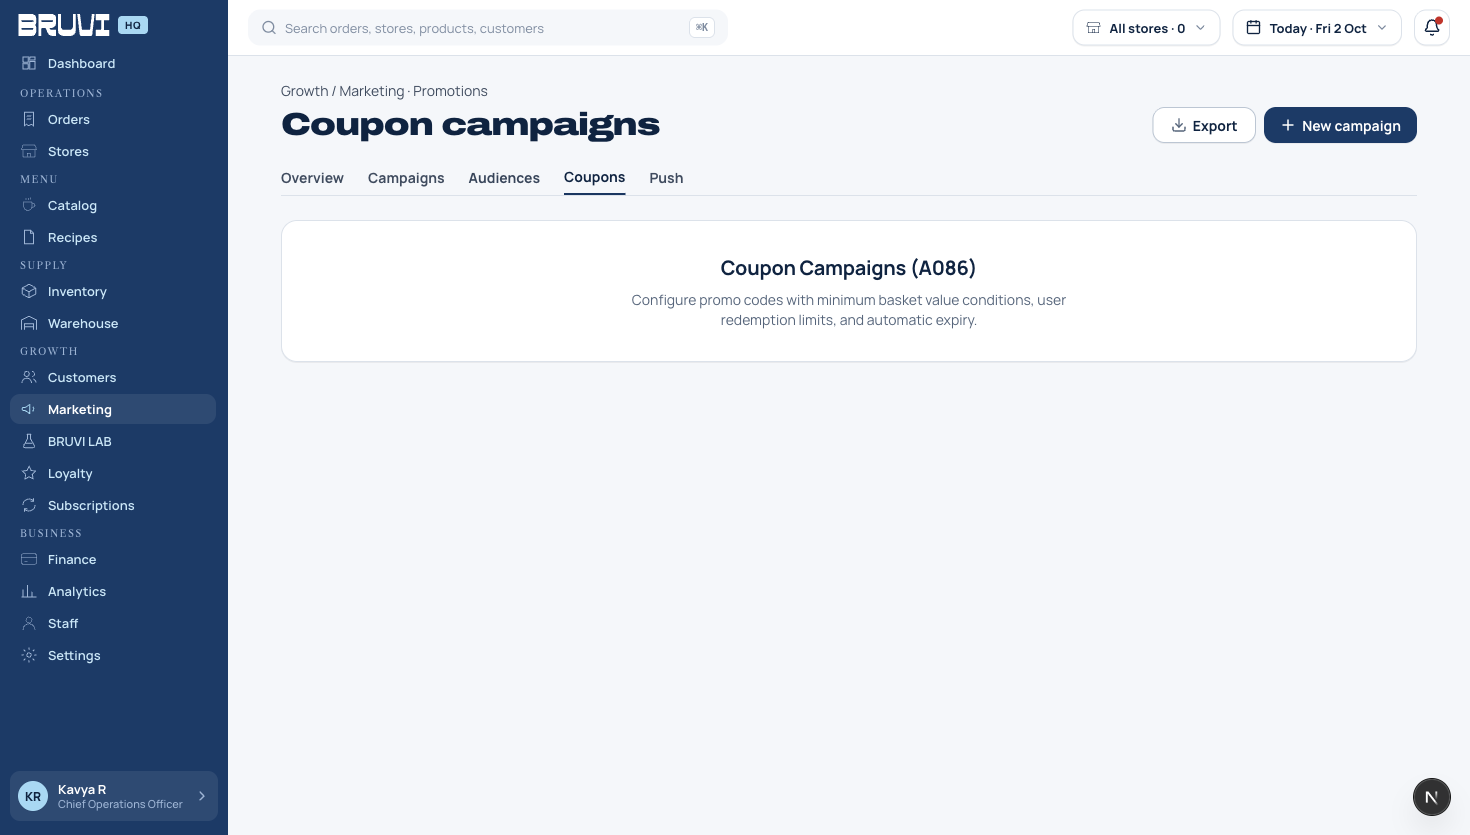 BRUVI HQ
Search orders, stores, products, customers
⌘K
All stores · 0
Today · Fri 2 Oct
Dashboard
OPERATIONS
Orders
Stores
MENU
Catalog
Recipes
SUPPLY
Inventory
Warehouse
GROWTH
Customers
Marketing
BRUVI LAB
Loyalty
Subscriptions
BUSINESS
Finance
Analytics
Staff
Settings
KR
Kavya R
Chief Operations Officer
Growth / Marketing · Promotions
Coupon campaigns
Export
New campaign
Overview
Campaigns
Audiences
Coupons
Push
Coupon Campaigns (A086)
Configure promo codes with minimum basket value conditions, user
redemption limits, and automatic expiry.
N